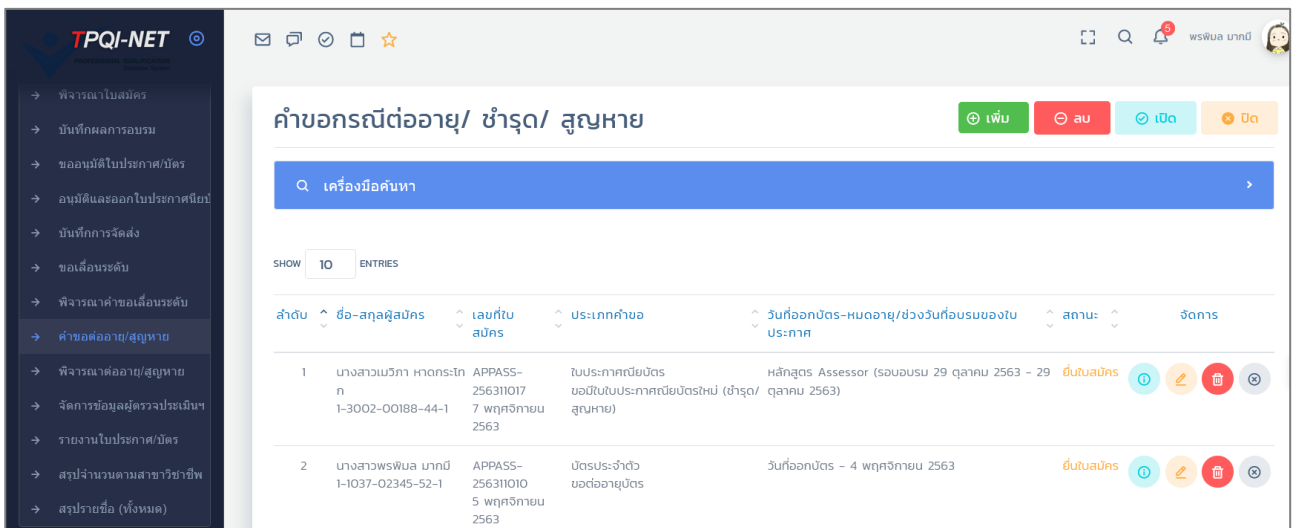 TPQI-NET
PROFESSIONAL QUALIFICATIONS
5
พรพิมล มากมี
พิจารณาใบสมัคร
บันทึกผลการอบรม
ขออนุมัติใบประกาศ/บัตร
อนุมัติและออกใบประกาศนียบั
บันทึกการจัดส่ง
ขอเลื่อนระดับ
พิจารณาคำขอเลื่อนระดับ
คำขอต่ออายุ/สูญหาย
พิจารณาต่ออายุ/สูญหาย
จัดการข้อมูลผู้ตรวจประเมินฯ
รายงานใบประกาศ/บัตร
สรุปจำนวนตามสาขาวิชาชีพ
สรุปรายชื่อ (ทั้งหมด)
คำขอกรณีต่ออายุ/ ชำรุด/ สูญหาย
เพิ่ม ลบ เปิด ปิด
เครื่องมือค้นหา
SHOW 10 ENTRIES
ลำดับ ชื่อ-สกุลผู้สมัคร เลขที่ใบ ประเภทคำขอ วันที่ออกบัตร-หมดอายุ/ช่วงวันที่อบรมของใบ สถานะ จัดการ
สมัคร ประกาศ
1 นางสาวเมวิภา หาดกระโท APPASS- ใบประกาศณียบัตร หลักสูตร Assessor (รอบอบรม 29 ตุลาคม 2563 - 29 ยื่นใบสมัคร
ก 256311017 ขอมีใบใบประกาศณียบัตรใหม่ (ชำรุด/ ตุลาคม 2563)
1-3002-00188-44-1 7 พฤศจิกายน สูญหาย)
2563
2 นางสาวพรพิมล มากมี APPASS- บัตรประจำตัว วันที่ออกบัตร - 4 พฤศจิกายน 2563 ยื่นใบสมัคร
1-1037-02345-52-1 256311010 ขอต่ออายุบัตร
5 พฤศจิกายน
2563